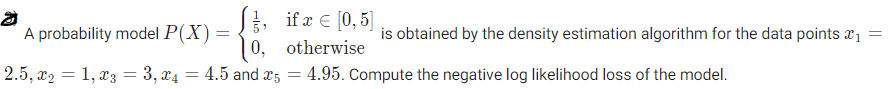 A probability model P(X) = { 1/5, if x ∈ [0, 5]
0, otherwise
is obtained by the density estimation algorithm for the data points x₁ =
2.5, x₂ = 1, x₃ = 3, x₄ = 4.5 and x₅ = 4.95. Compute the negative log likelihood loss of the model.